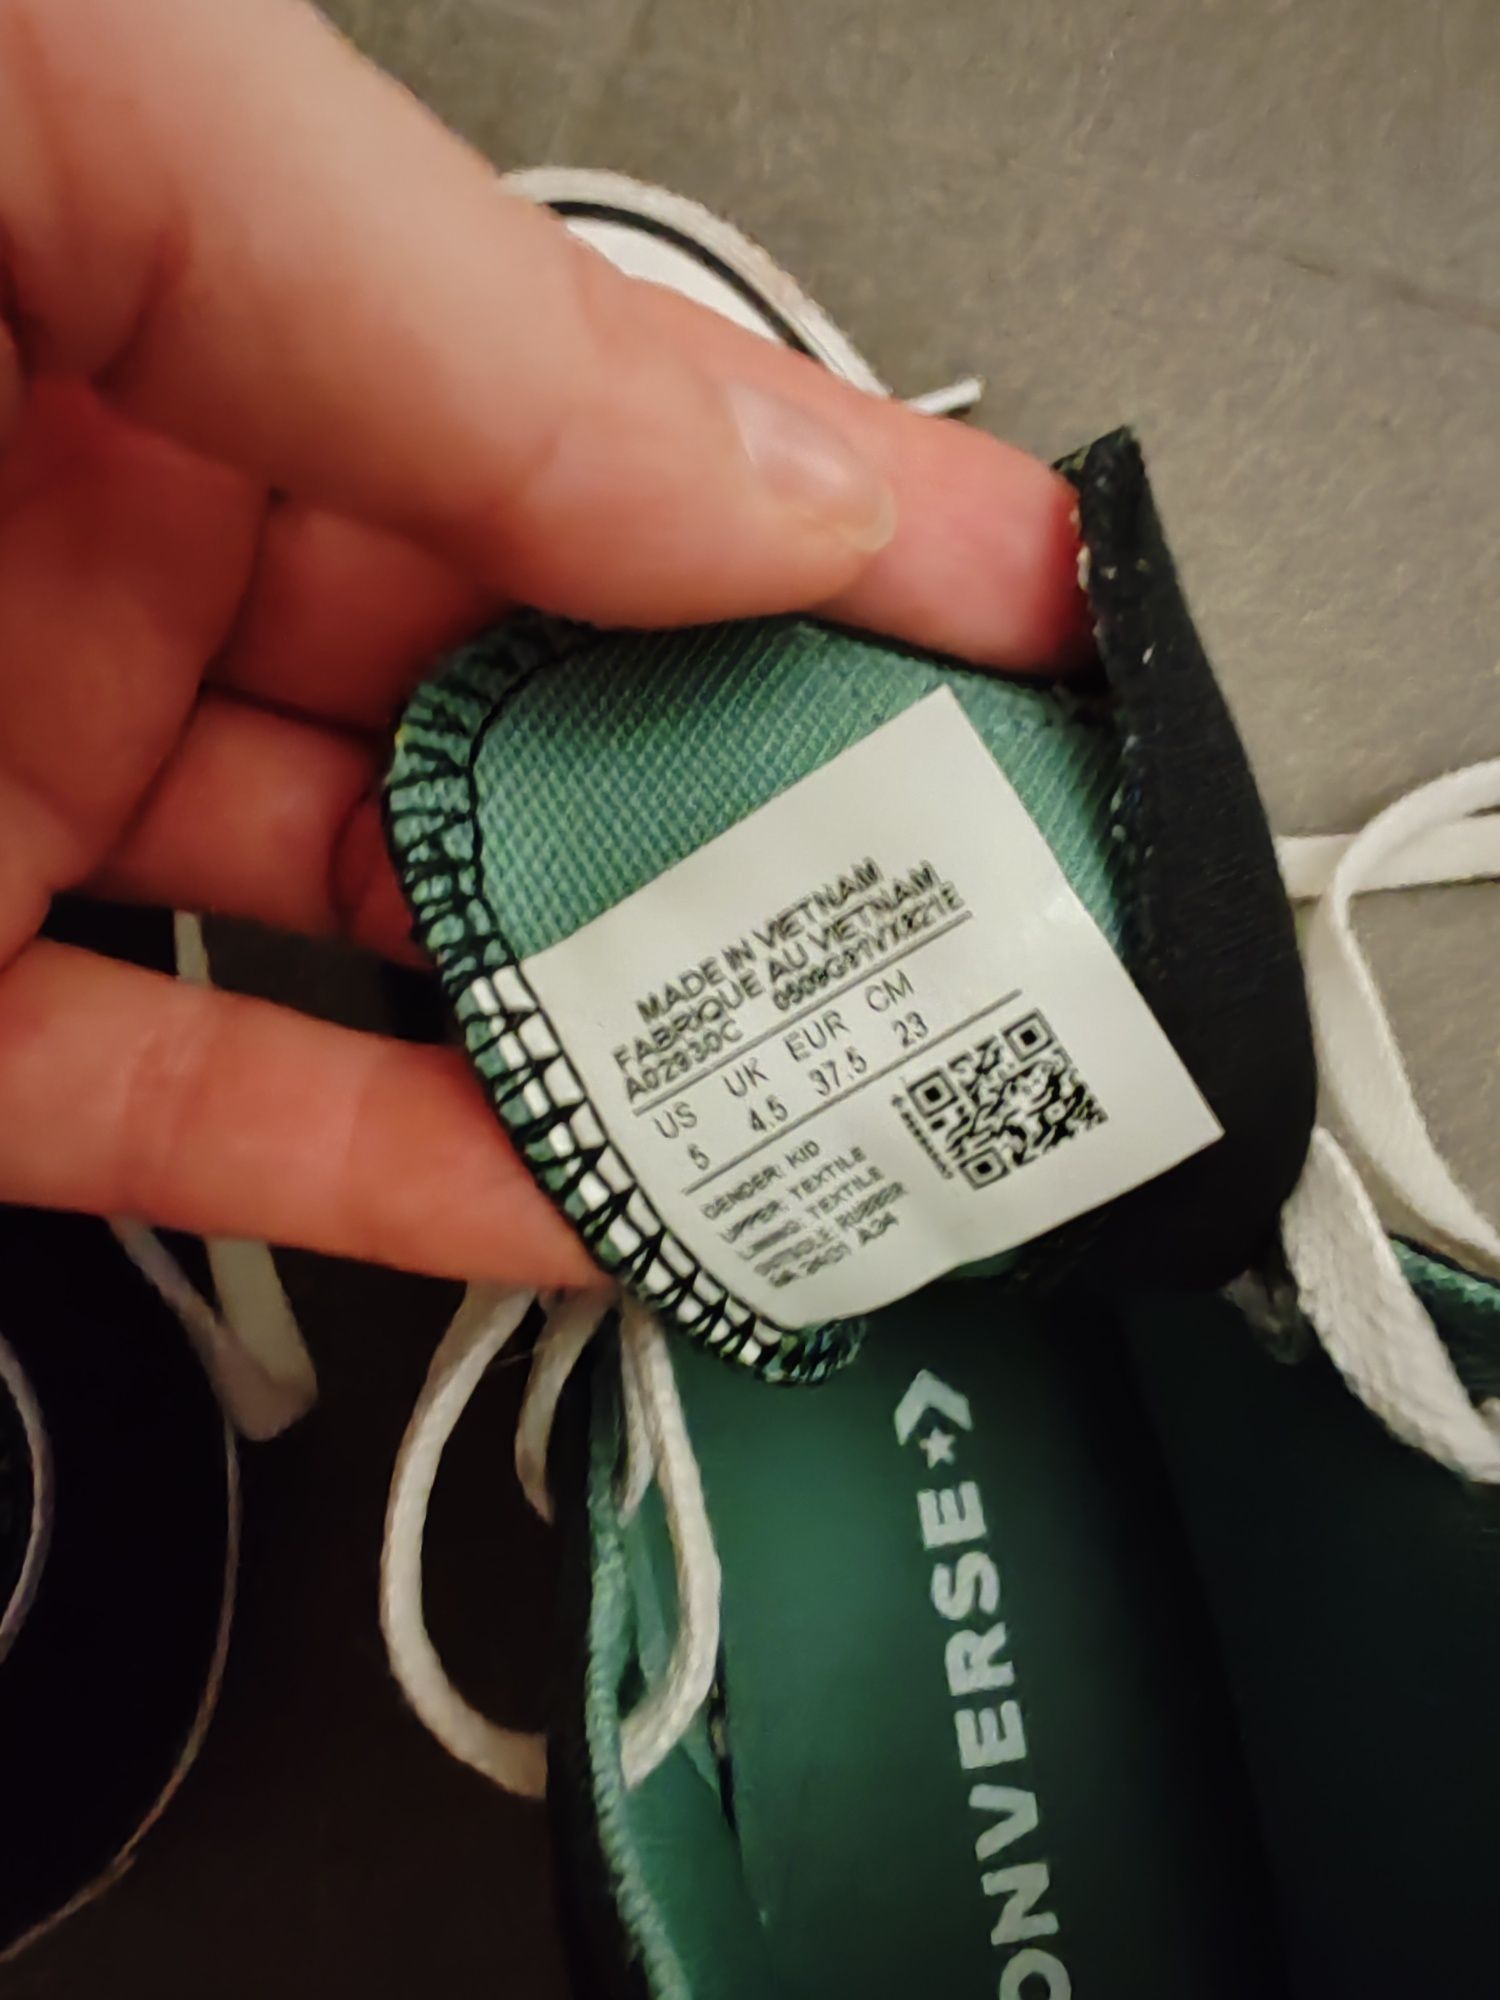 MADE IN VIETNAM
FABRIQUE AU VIETNAM
A02930C
US UK EUR CM
5 4.5 37.5 23
GENDER: KID
UPPER: TEXTILE
LINING: TEXTILE
OUTSOLE: RUBBER
ONVERSE